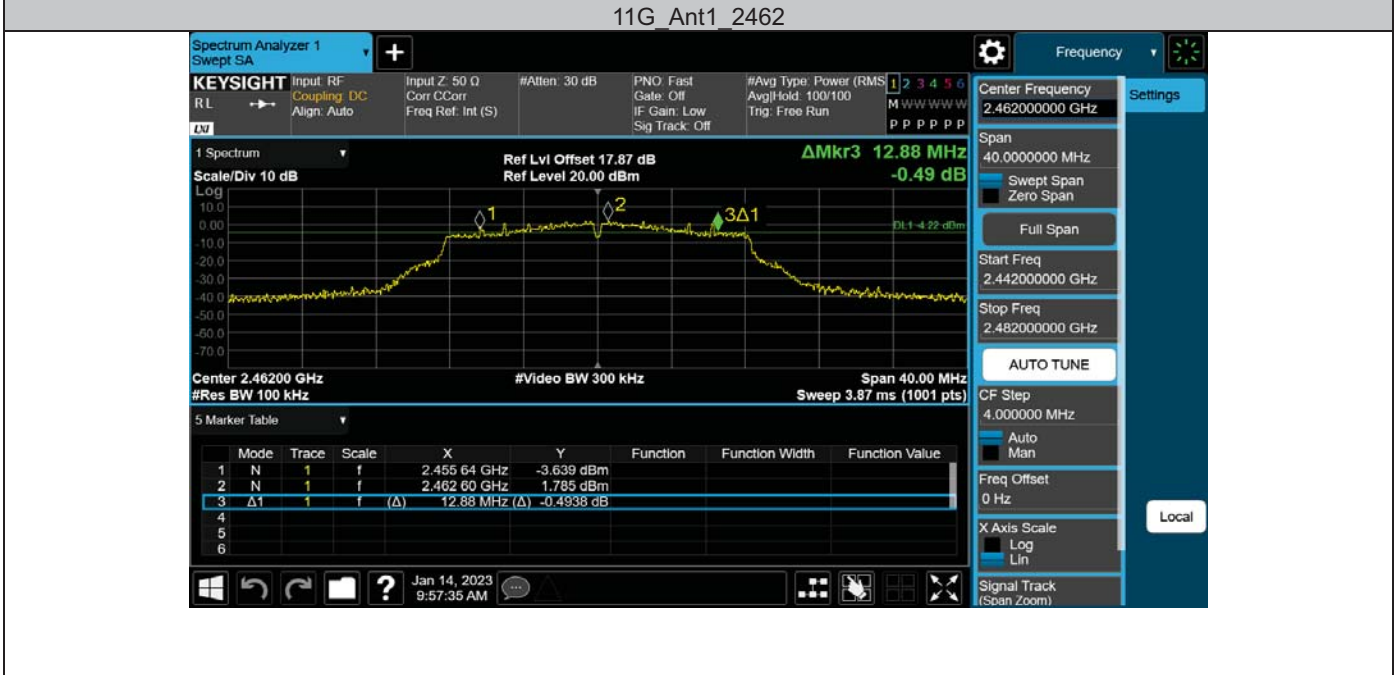 11G_Ant1_2462
Spectrum Analyzer 1
Swept SA
+
Frequency
KEYSIGHT
RL
LXI
Input: RF
Coupling: DC
Align: Auto
Input Z: 50 Ω
Corr CCorr
Freq Ref: Int (S)
#Atten: 30 dB
PNO: Fast
Gate: Off
IF Gain: Low
Sig Track: Off
#Avg Type: Power (RMS
Avg|Hold: 100/100
Trig: Free Run
1 2 3 4 5 6
M W W W W W
P P P P P P
1 Spectrum
Scale/Div 10 dB
Ref Lvl Offset 17.87 dB
Ref Level 20.00 dBm
ΔMkr3 12.88 MHz
-0.49 dB
Log
10.0
0.00
-10.0
-20.0
-30.0
-40.0
-50.0
-60.0
-70.0
1
2
3Δ1
DL1 -4.22 dBm
Center 2.46200 GHz
#Res BW 100 kHz
#Video BW 300 kHz
Span 40.00 MHz
Sweep 3.87 ms (1001 pts)
5 Marker Table
Mode Trace Scale X Y Function Function Width Function Value
1 N 1 f 2.455 64 GHz -3.639 dBm
2 N 1 f 2.462 60 GHz 1.785 dBm
3 Δ1 1 f (Δ) 12.88 MHz (Δ) -0.4938 dB
4
5
6
Center Frequency
2.462000000 GHz
Settings
Span
40.0000000 MHz
Swept Span
Zero Span
Full Span
Start Freq
2.442000000 GHz
Stop Freq
2.482000000 GHz
AUTO TUNE
CF Step
4.000000 MHz
Auto
Man
Freq Offset
0 Hz
X Axis Scale
Log
Lin
Signal Track
(Span Zoom)
Local
?
Jan 14, 2023
9:57:35 AM